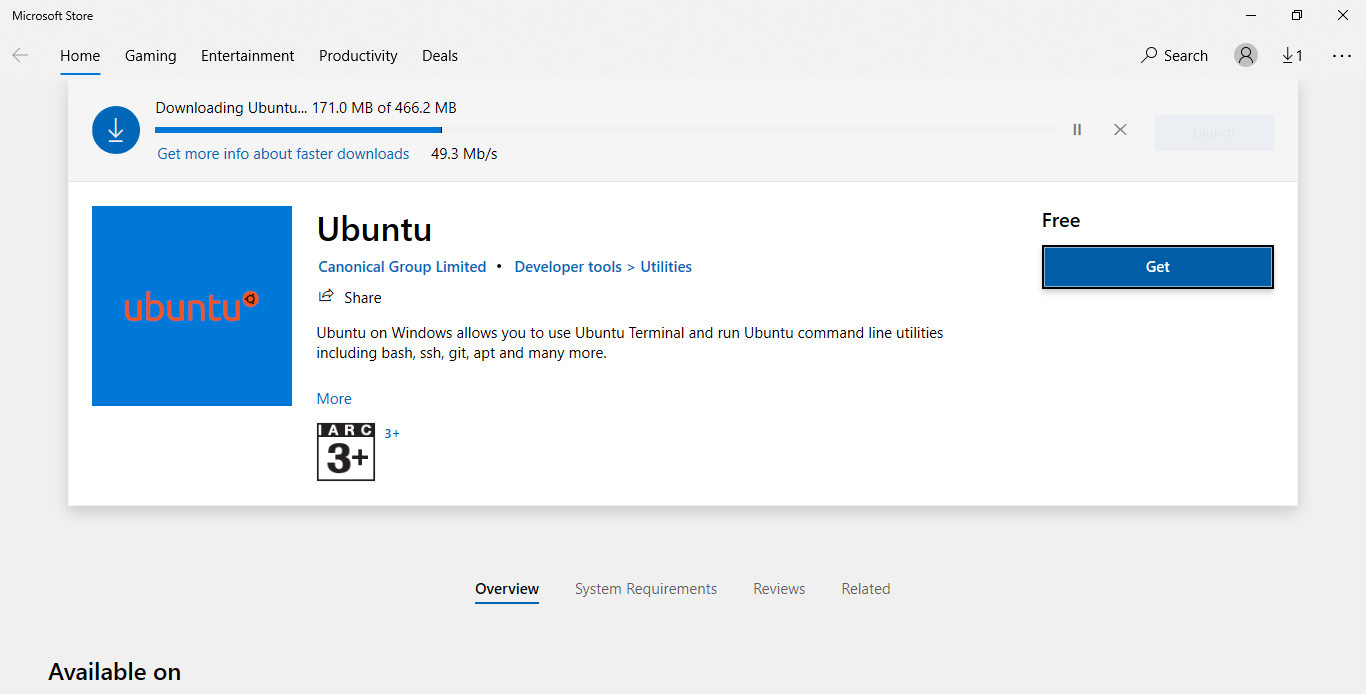 Microsoft Store
Home Gaming Entertainment Productivity Deals Search 1
Downloading Ubuntu... 171.0 MB of 466.2 MB
Launch
Get more info about faster downloads 49.3 Mb/s
ubuntu
Ubuntu
Canonical Group Limited • Developer tools > Utilities
Share
Ubuntu on Windows allows you to use Ubuntu Terminal and run Ubuntu command line utilities
including bash, ssh, git, apt and many more.
More
IARC
3+
3+
Free
Get
Overview System Requirements Reviews Related
Available on